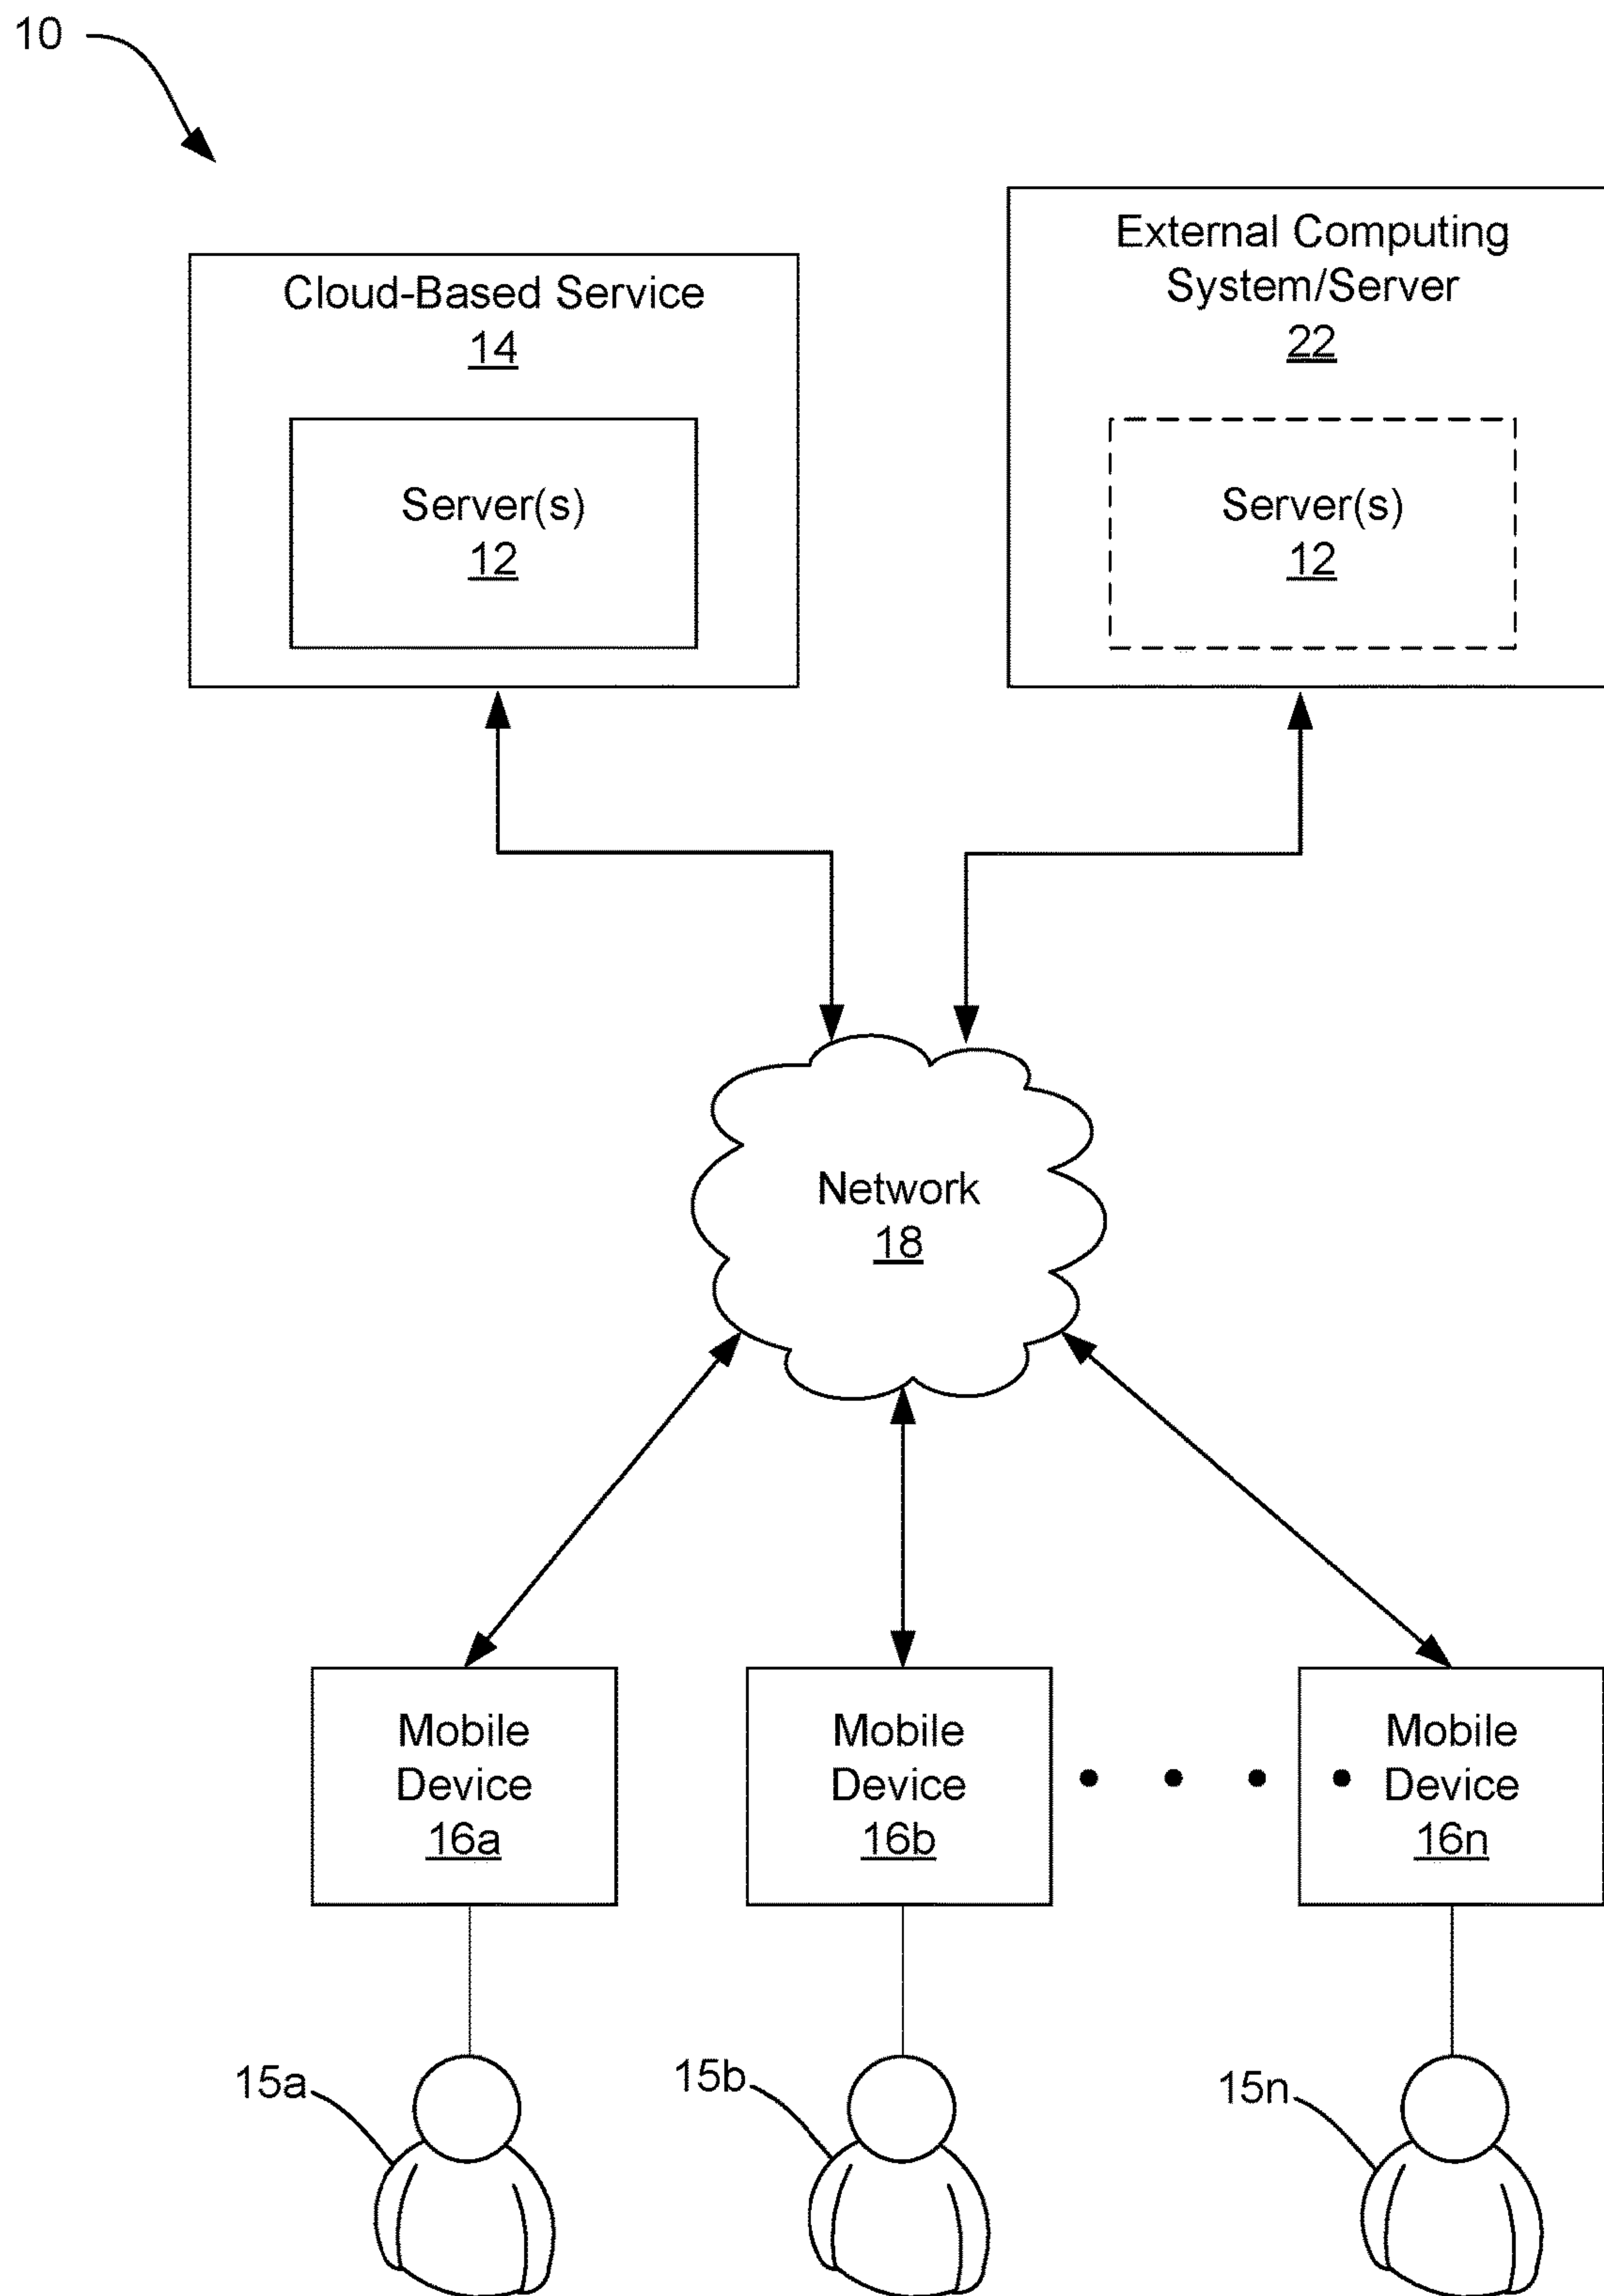 10
Cloud-Based Service
14
Server(s)
12
External Computing
System/Server
22
Server(s)
12
Network
18
Mobile
Device
16a
Mobile
Device
16b
Mobile
Device
16n
15a
15b
15n